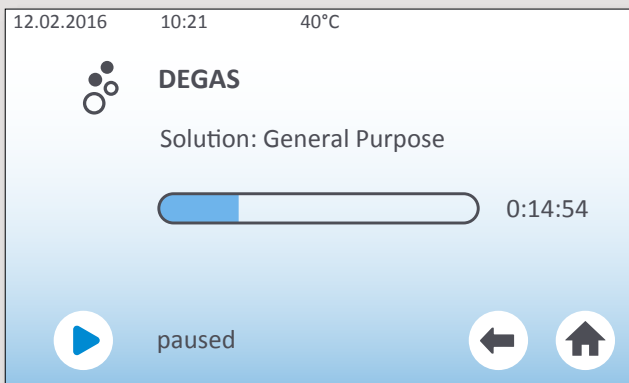 12.02.2016 10:21 40°C
DEGAS
Solution: General Purpose
0:14:54
paused